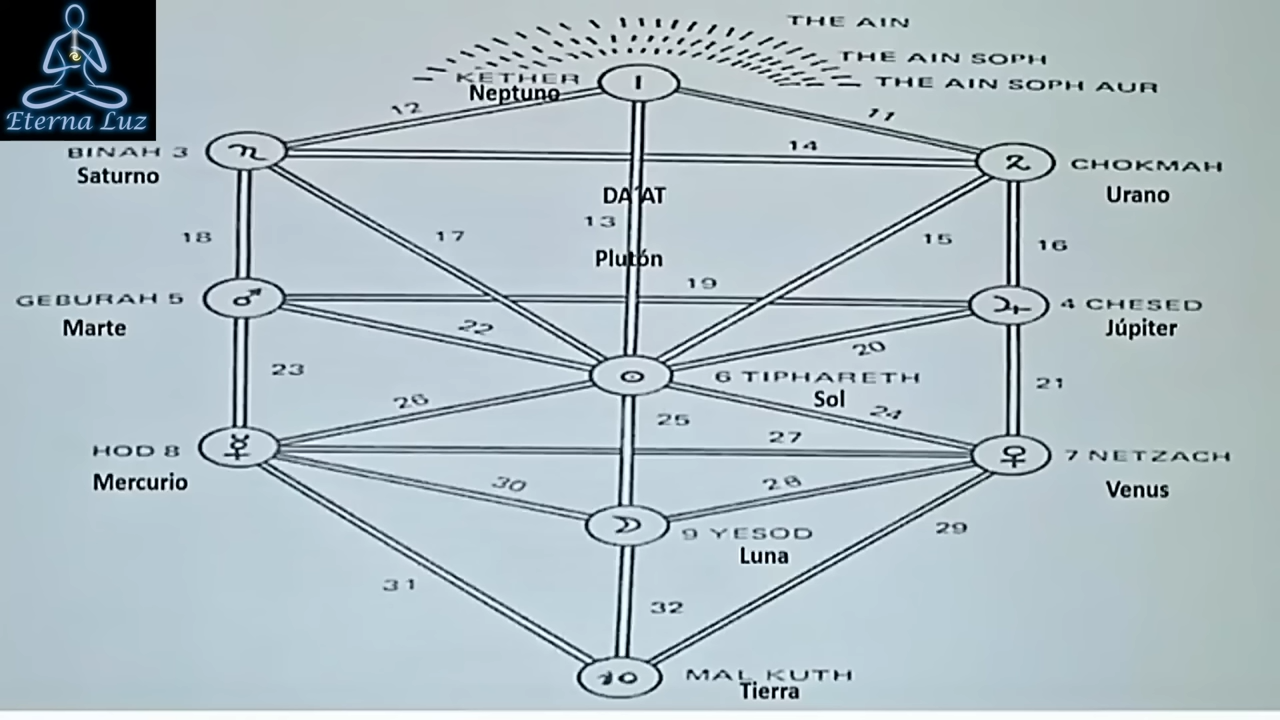 Eterna Luz
THE AIN
THE AIN SOPH
THE AIN SOPH AUR
KETHER
Neptuno
1
12
11
BINAH 3
Saturno
14
2
CHOKMAH
Urano
DA'AT
13
Plutón
18
17
15
16
GEBURAH 5
Marte
19
4 CHESED
Júpiter
22
20
23
6 TIPHARETH
Sol
21
26
24
25
27
HOD 8
Mercurio
7 NETZACH
Venus
30
28
9 YESOD
Luna
29
31
32
10
MAL KUTH
Tierra